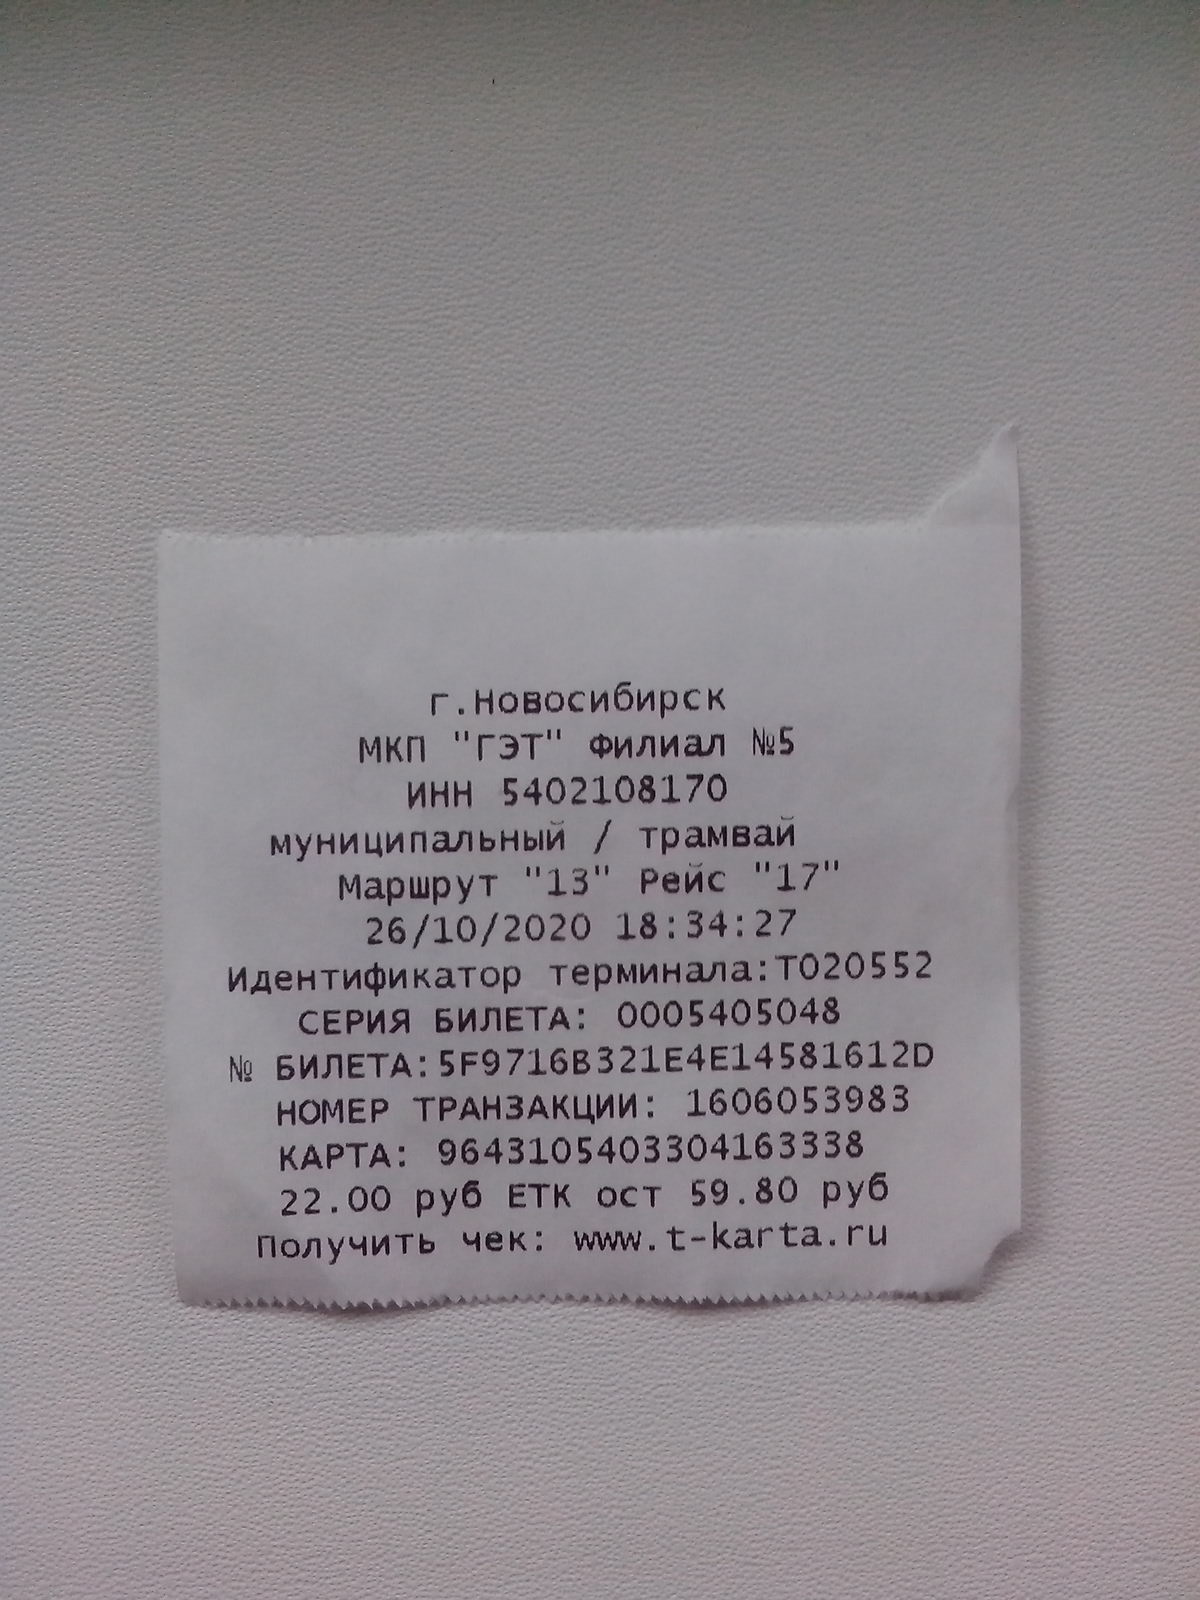 г.Новосибирск
МКП "ГЭТ" Филиал №5
ИНН 5402108170
муниципальный / трамвай
Маршрут "13" Рейс "17"
26/10/2020 18:34:27
Идентификатор терминала:Т020552
СЕРИЯ БИЛЕТА: 0005405048
№ БИЛЕТА:5F9716B321E4E14581612D
НОМЕР ТРАНЗАКЦИИ: 1606053983
КАРТА: 9643105403304163338
22.00 руб ЕТК ост 59.80 руб
Получить чек: www.t-karta.ru